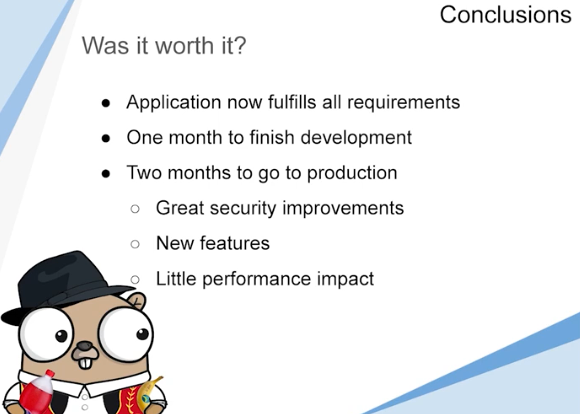 Conclusions
Was it worth it?
● Application now fulfills all requirements
● One month to finish development
● Two months to go to production
○ Great security improvements
○ New features
○ Little performance impact